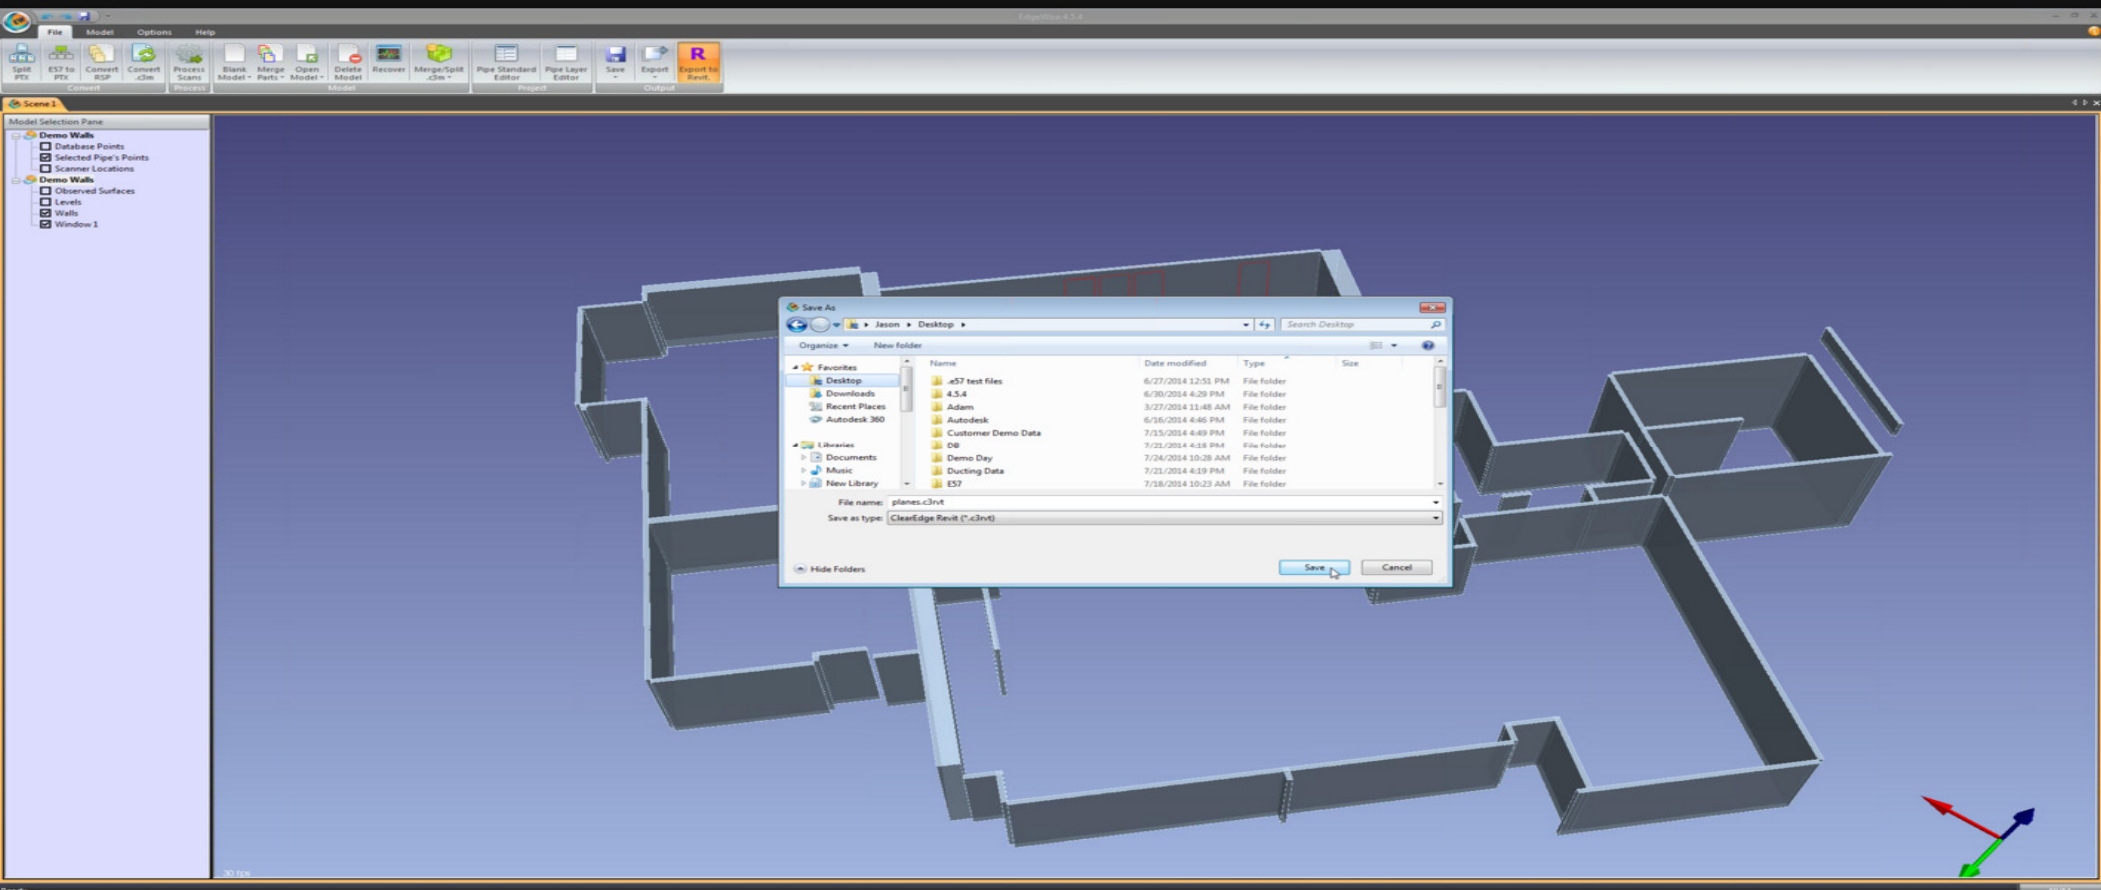 EdgeWise 4.5.4
File Model Options Help
Split PTX
E57 to PTX
Convert RSP
Convert .c3m
Process Scans
Blank Model
Merge Parts
Open Model
Delete Model
Recover
Merge/Split .c3m
Pipe Standard Editor
Pipe Layer Editor
Save
Export
Export to Revit.
Convert Process Model Project Output
Scene 1
Model Selection Pane
Demo Walls
Database Points
Selected Pipe's Points
Scanner Locations
Demo Walls
Observed Surfaces
Levels
Walls
Window 1
Save As
Jason Desktop
Search Desktop
Organize New folder
Favorites
Desktop
Downloads
Recent Places
Autodesk 360
Libraries
Documents
Music
New Library
Name Date modified Type Size
.e57 test files 6/27/2014 12:51 PM File folder
4.5.4 6/30/2014 4:29 PM File folder
Adam 3/27/2014 11:48 AM File folder
Autodesk 6/16/2014 4:46 PM File folder
Customer Demo Data 7/15/2014 4:49 PM File folder
DB 7/21/2014 4:18 PM File folder
Demo Day 7/24/2014 10:28 AM File folder
Ducting Data 7/21/2014 4:19 PM File folder
E57 7/18/2014 10:23 AM File folder
File name: planes.c3rvt
Save as type: ClearEdge Revit (*.c3rvt)
Hide Folders
Save Cancel
30 fps